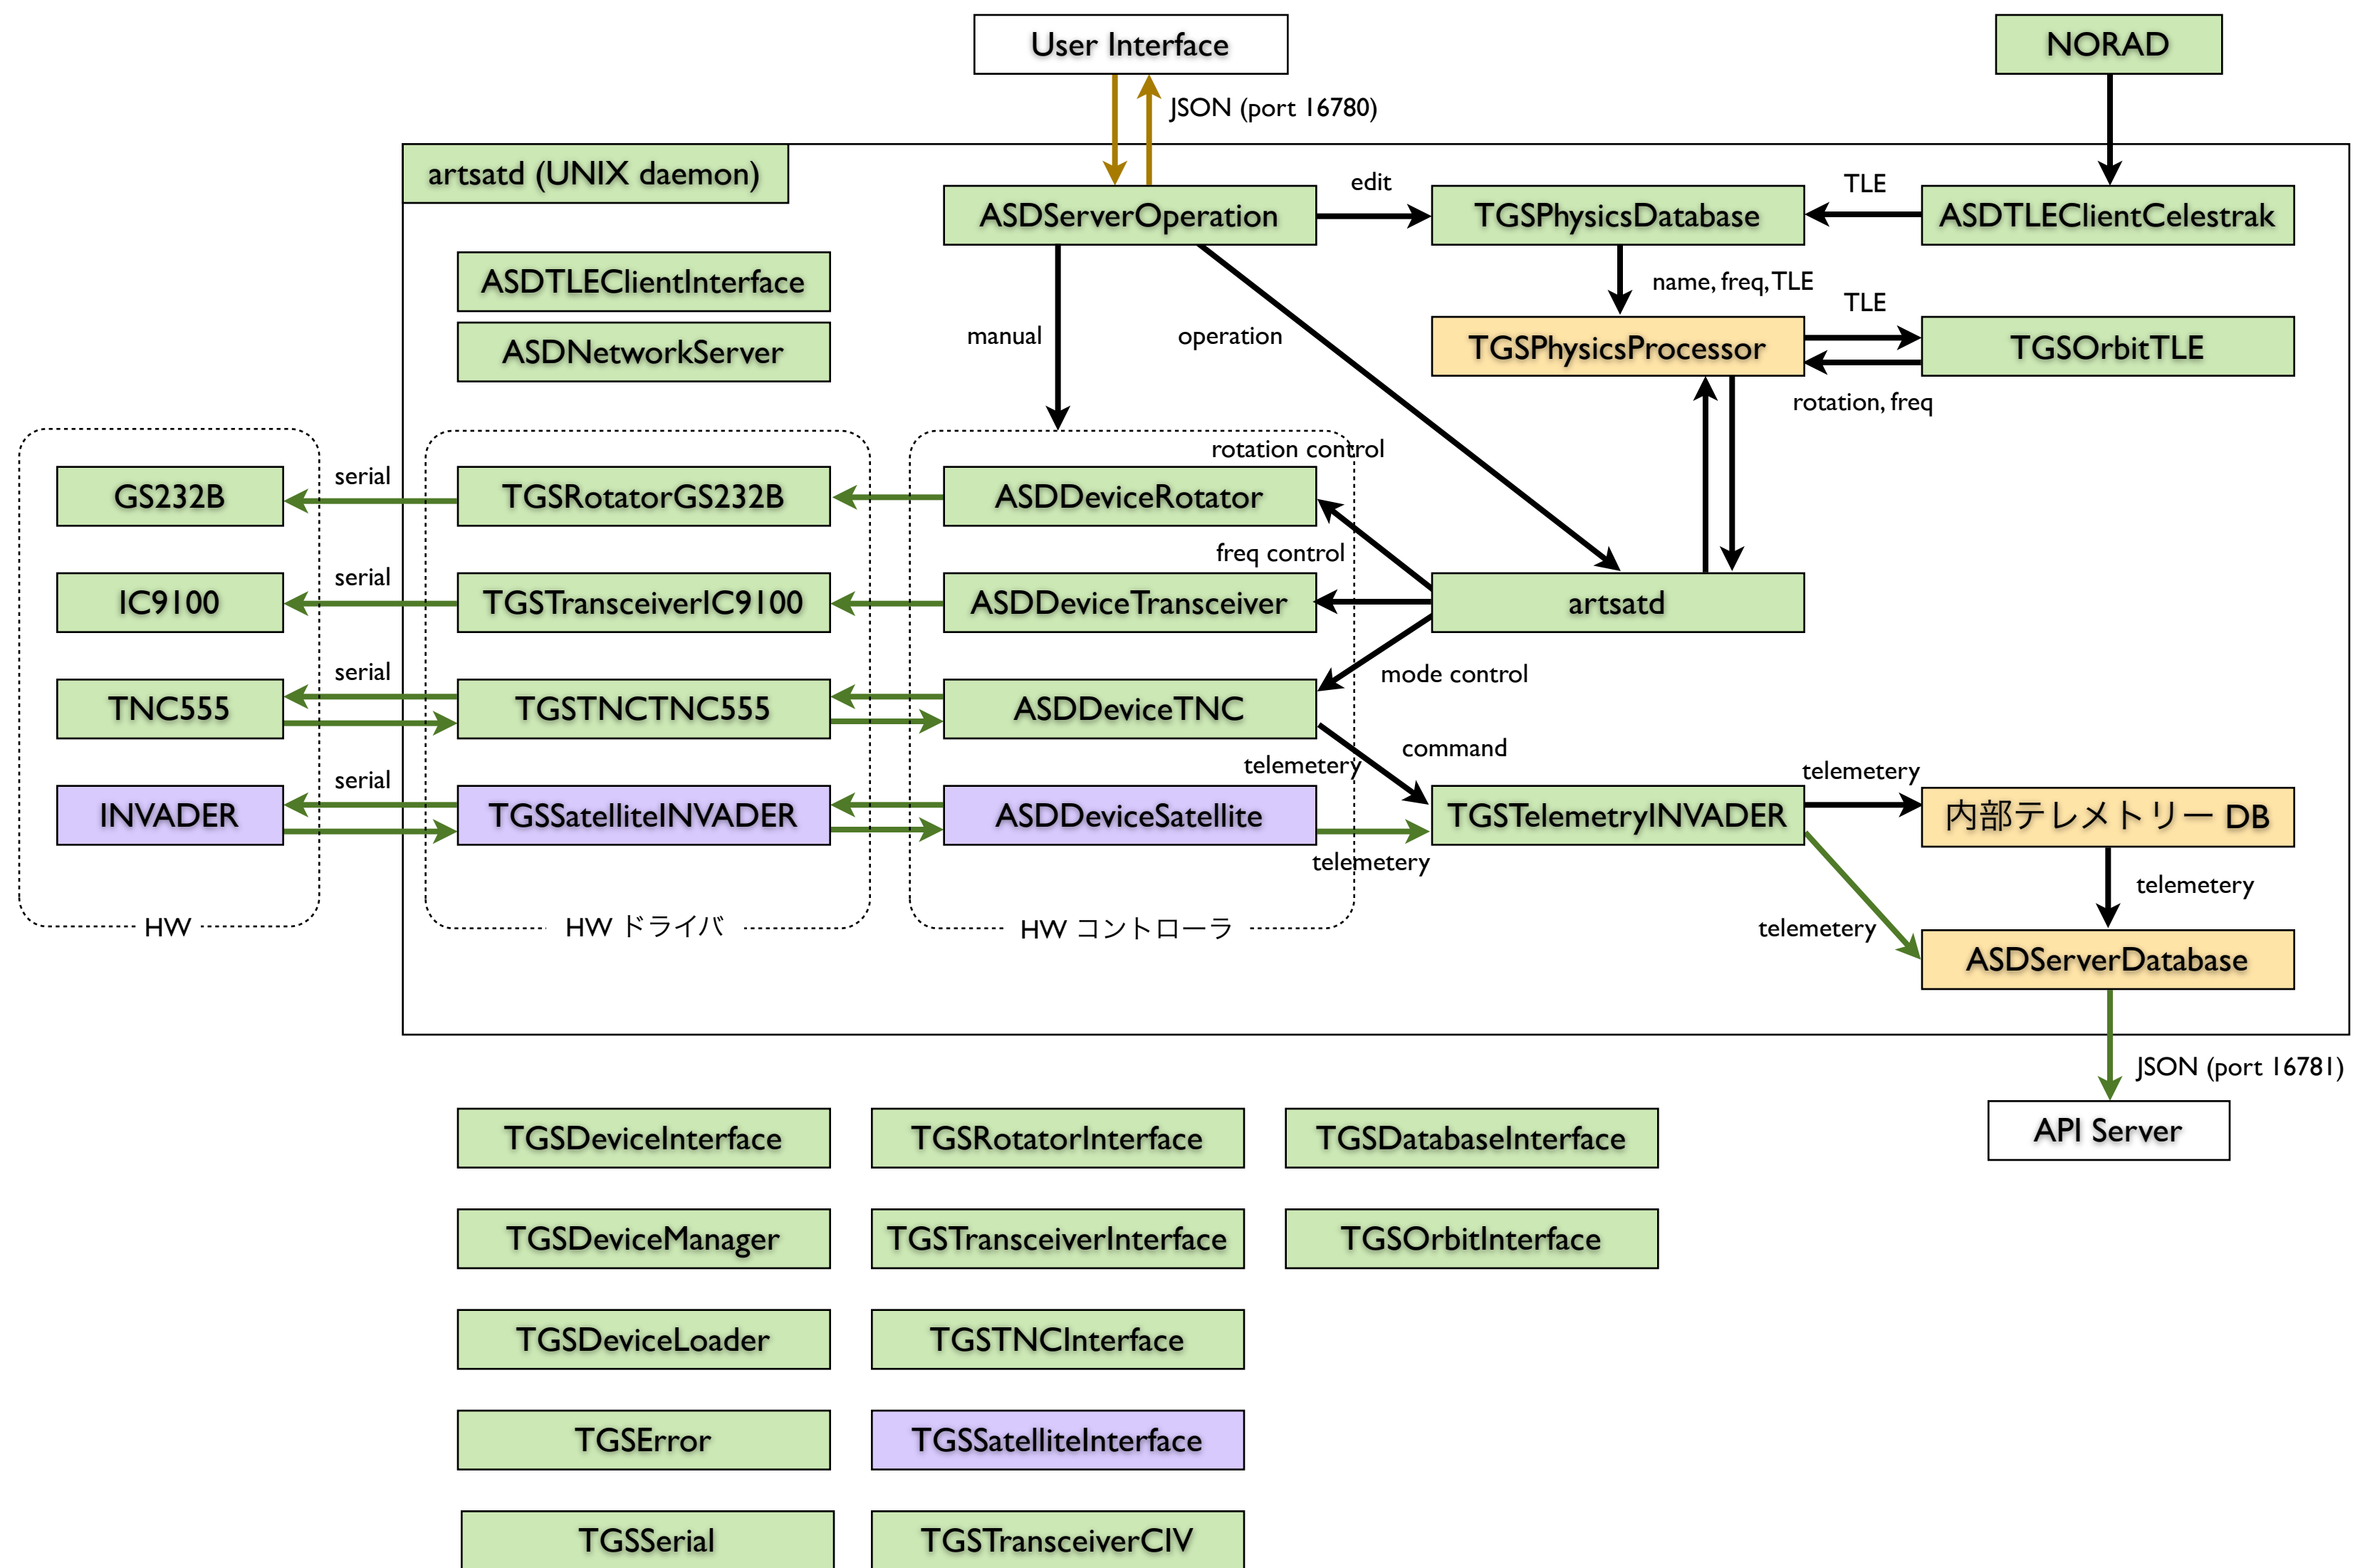 User Interface
NORAD
JSON (port 16780)
artsatd (UNIX daemon)
ASDServerOperation
edit
TGSPhysicsDatabase
TLE
ASDTLEClientCelestrak
ASDTLEClientInterface
name, freq, TLE
TLE
ASDNetworkServer
manual
operation
TGSPhysicsProcessor
TGSOrbitTLE
rotation, freq
rotation control
GS232B
serial
TGSRotatorGS232B
ASDDeviceRotator
freq control
IC9100
serial
TGSTransceiverIC9100
ASDDeviceTransceiver
artsatd
mode control
TNC555
serial
TGSTNCTNC555
ASDDeviceTNC
command
telemetery
telemetery
INVADER
serial
TGSSatelliteINVADER
ASDDeviceSatellite
TGSTelemetryINVADER
内部テレメトリー DB
telemetery
telemetery
telemetery
HW
HW ドライバ
HW コントローラ
ASDServerDatabase
JSON (port 16781)
API Server
TGSDeviceInterface
TGSRotatorInterface
TGSDatabaseInterface
TGSDeviceManager
TGSTransceiverInterface
TGSOrbitInterface
TGSDeviceLoader
TGSTNCInterface
TGSError
TGSSatelliteInterface
TGSSerial
TGSTransceiverCIV